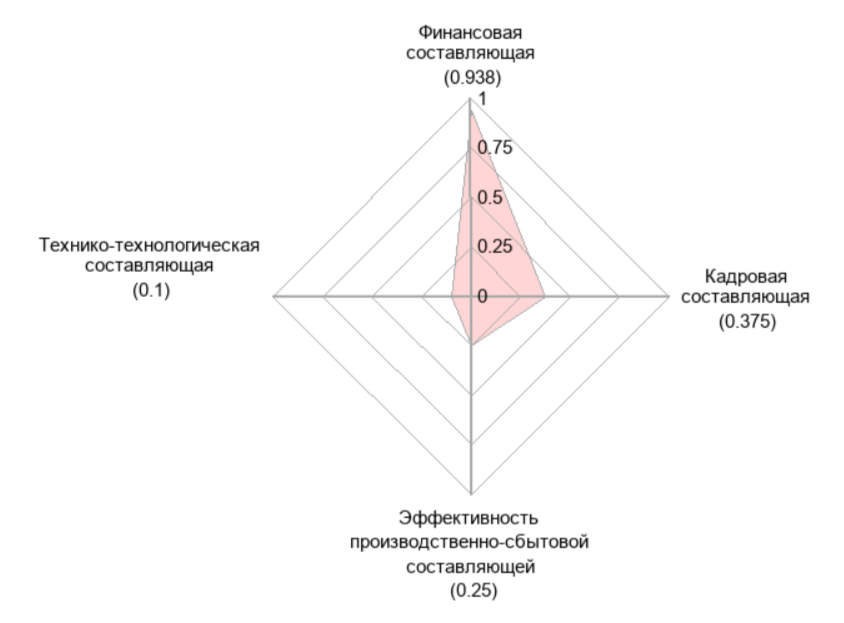 Финансовая
составляющая
(0.938)
1
0.75
0.5
0.25
0
Технико-технологическая
составляющая
(0.1)
Кадровая
составляющая
(0.375)
Эффективность
производственно-сбытовой
составляющей
(0.25)